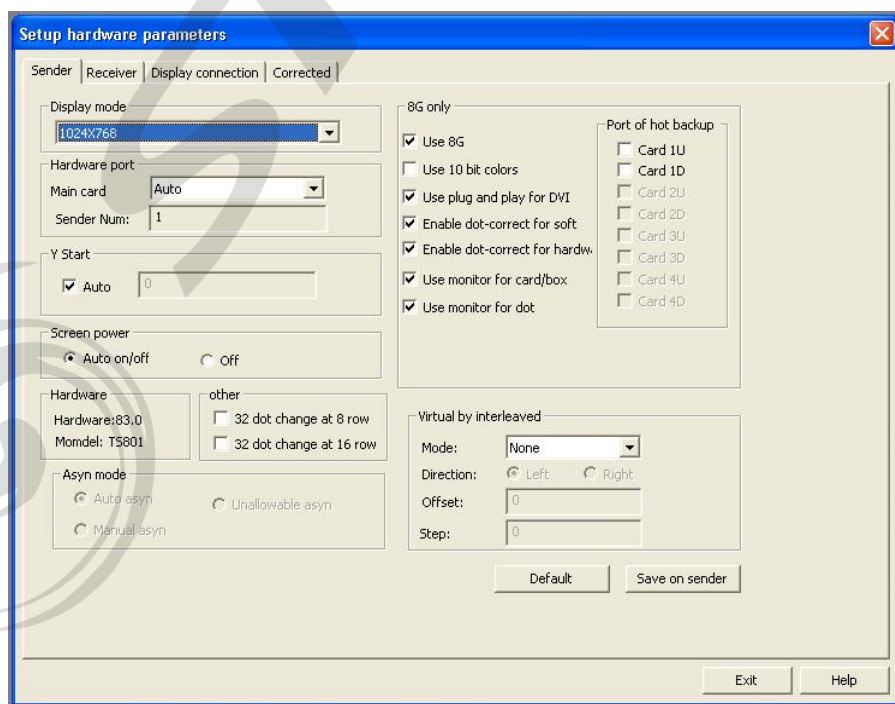 Setup hardware parameters
Sender Receiver Display connection Corrected
Display mode
1024X768
Hardware port
Main card Auto
Sender Num: 1
Y Start
Auto 0
Screen power
Auto on/off Off
Hardware
Hardware:83.0
Momdel: TS801
other
32 dot change at 8 row
32 dot change at 16 row
Asyn mode
Auto asyn Unallowable asyn
Manual asyn
8G only
Use 8G
Use 10 bit colors
Use plug and play for DVI
Enable dot-correct for soft
Enable dot-correct for hardw
Use monitor for card/box
Use monitor for dot
Port of hot backup
Card 1U
Card 1D
Card 2U
Card 2D
Card 3U
Card 3D
Card 4U
Card 4D
Virtual by interleaved
Mode: None
Direction: Left Right
Offset: 0
Step: 0
Default Save on sender
Exit Help